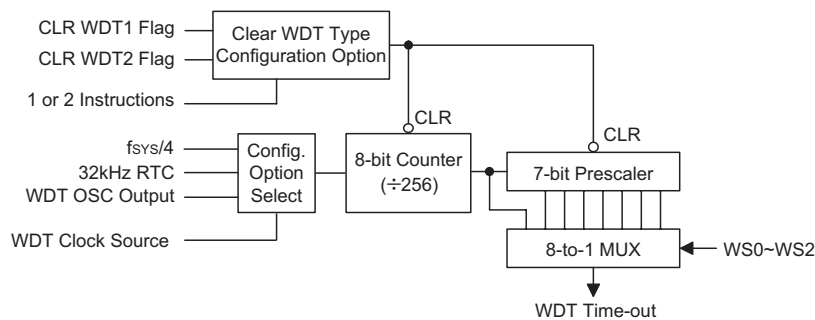 CLR WDT1 Flag
CLR WDT2 Flag
1 or 2 Instructions
Clear WDT Type
Configuration Option
CLR
CLR
fSYS/4
32kHz RTC
WDT OSC Output
WDT Clock Source
Config.
Option
Select
8-bit Counter
(÷256)
7-bit Prescaler
8-to-1 MUX
WS0~WS2
WDT Time-out